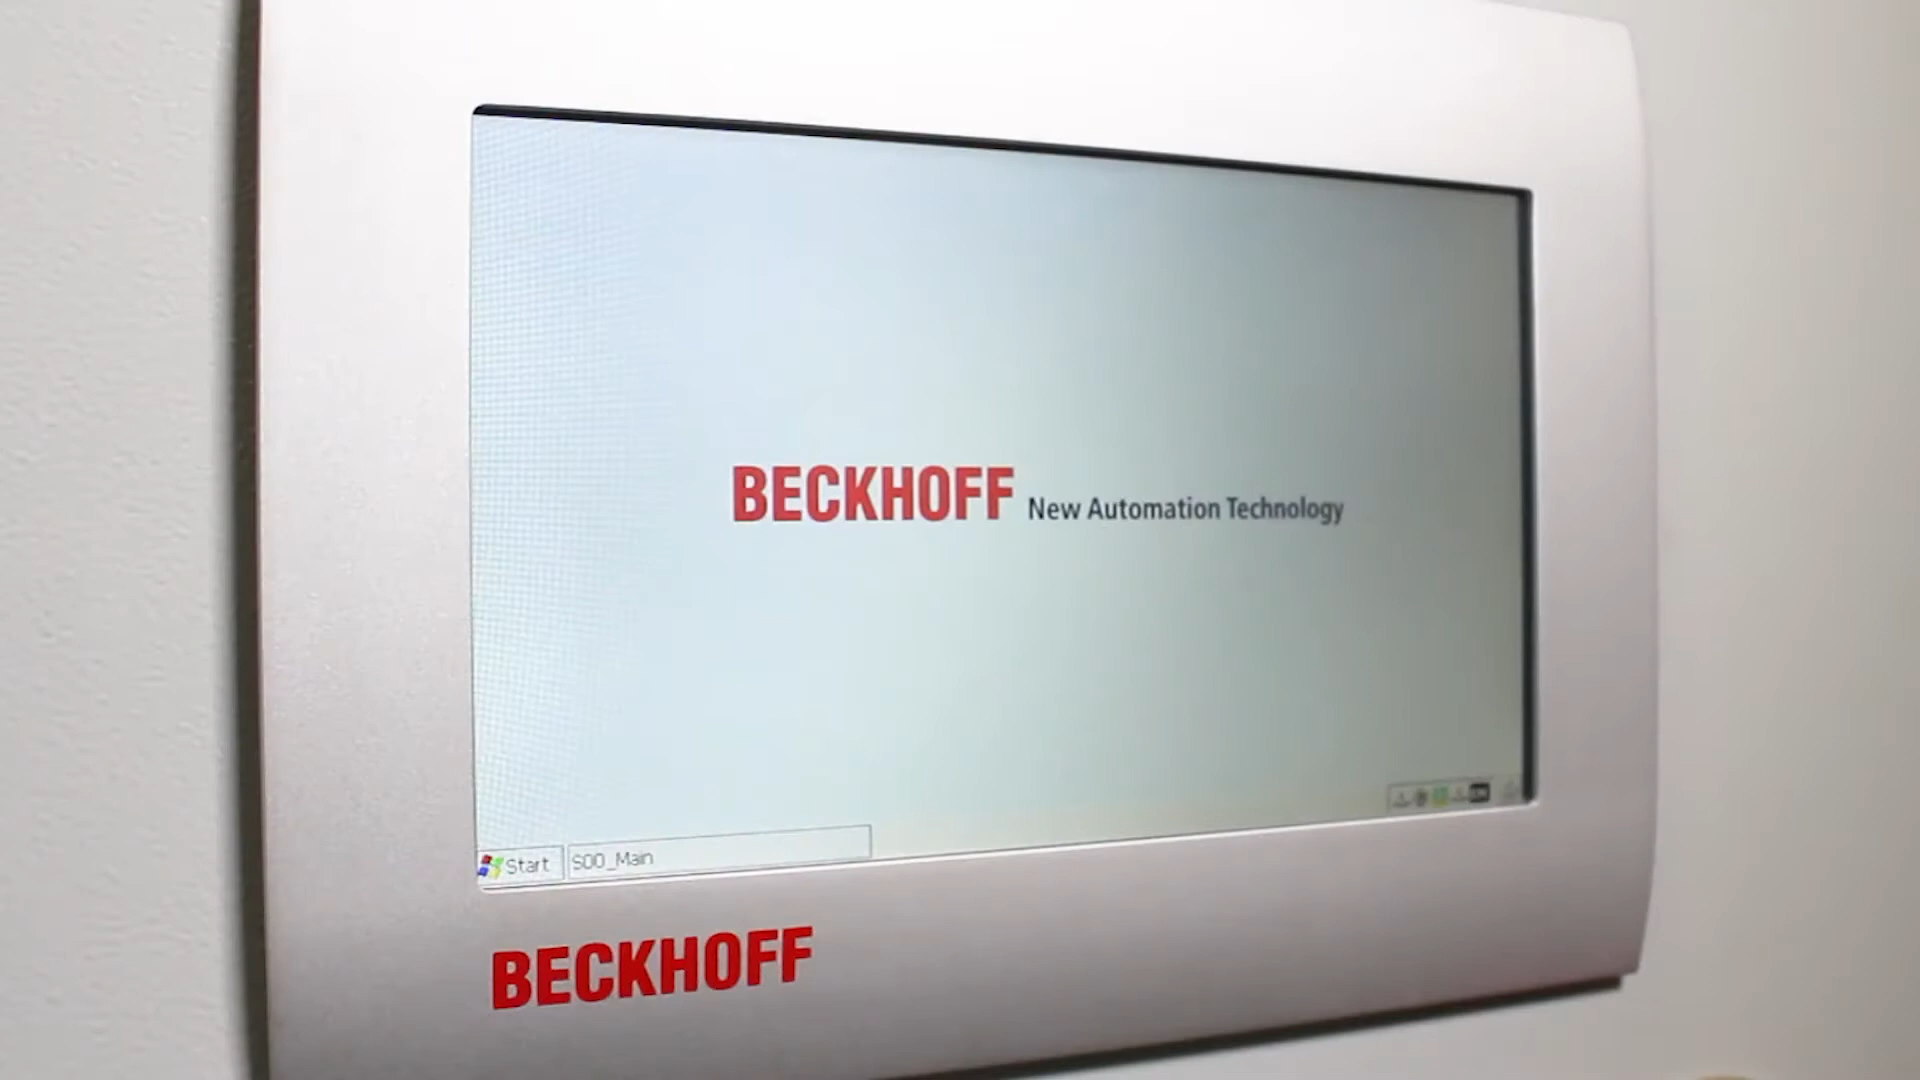 BECKHOFF New Automation Technology
Start S00_Main
BECKHOFF